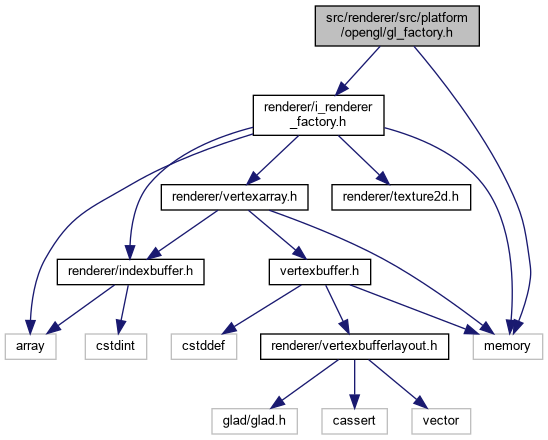 src/renderer/src/platform
/opengl/gl_factory.h
renderer/i_renderer
_factory.h
renderer/vertexarray.h
renderer/texture2d.h
renderer/indexbuffer.h
vertexbuffer.h
array
cstdint
cstddef
renderer/vertexbufferlayout.h
memory
glad/glad.h
cassert
vector